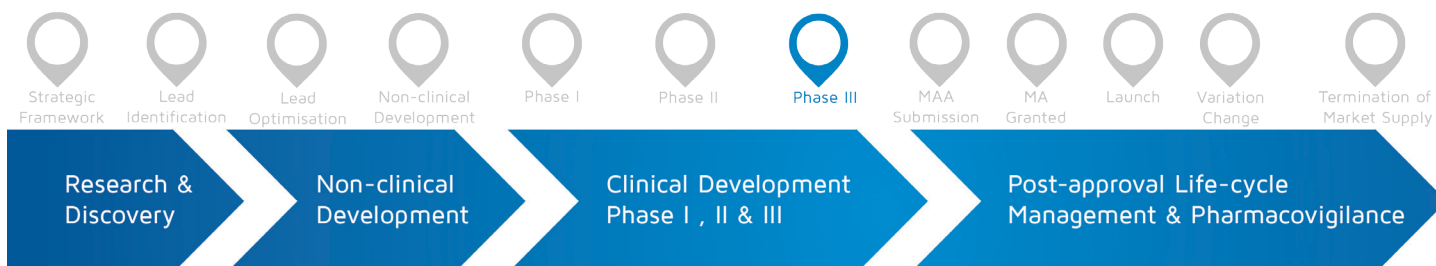 Strategic
Framework
Lead
Identification
Lead
Optimisation
Non-clinical
Development
Phase I
Phase II
Phase III
MAA
Submission
MA
Granted
Launch
Variation
Change
Termination of
Market Supply
Research &
Discovery
Non-clinical
Development
Clinical Development
Phase I , II & III
Post-approval Life-cycle
Management & Pharmacovigilance